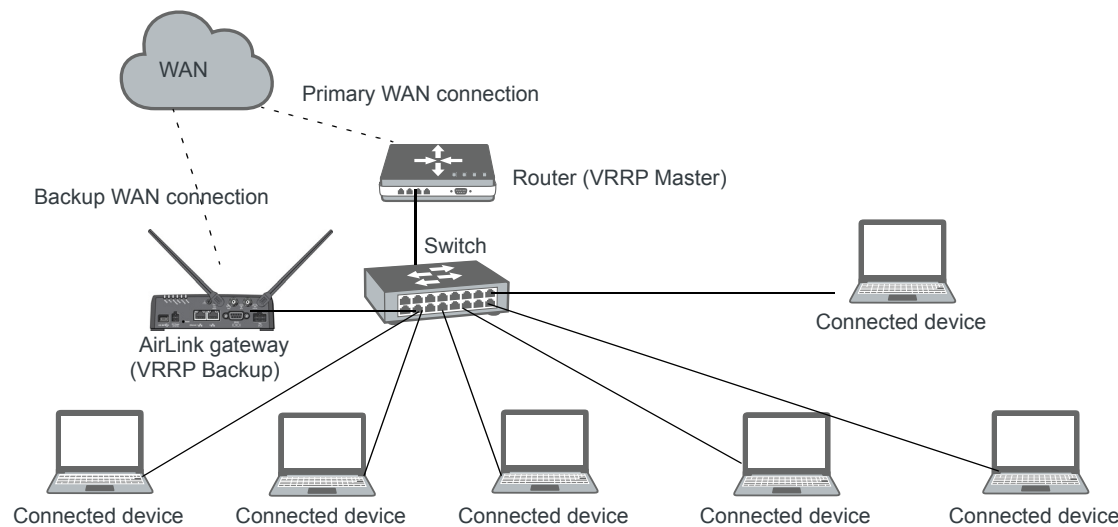 WAN
Primary WAN connection
Router (VRRP Master)
Backup WAN connection
Switch
Connected device
AirLink gateway
(VRRP Backup)
Connected device
Connected device
Connected device
Connected device
Connected device